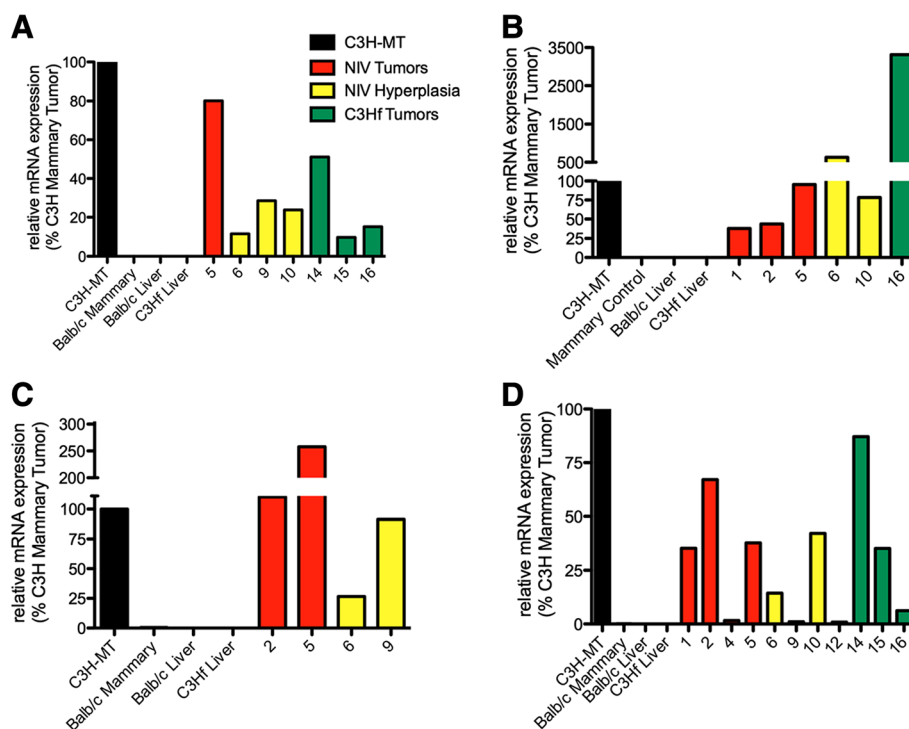 A
relative mRNA expression
(% C3H Mammary Tumor)
100
80
60
40
20
0
C3H-MT
Balb/c Mammary
Balb/c Liver
C3Hf Liver
5
6
9
10
14
15
16
C3H-MT
NIV Tumors
NIV Hyperplasia
C3Hf Tumors
B
relative mRNA expression
(% C3H Mammary Tumor)
3500
2500
1500
500
100
75
50
25
0
C3H-MT
Mammary Control
Balb/c Liver
C3Hf Liver
1
2
5
6
10
16
C
relative mRNA expression
(% C3H Mammary Tumor)
300
250
200
100
75
50
25
0
C3H-MT
Balb/c Mammary
Balb/c Liver
C3Hf Liver
2
5
6
9
D
relative mRNA expression
(% C3H Mammary Tumor)
100
75
50
25
0
C3H-MT
Balb/c Mammary
Balb/c Liver
C3Hf Liver
1
2
4
5
6
9
10
12
14
15
16